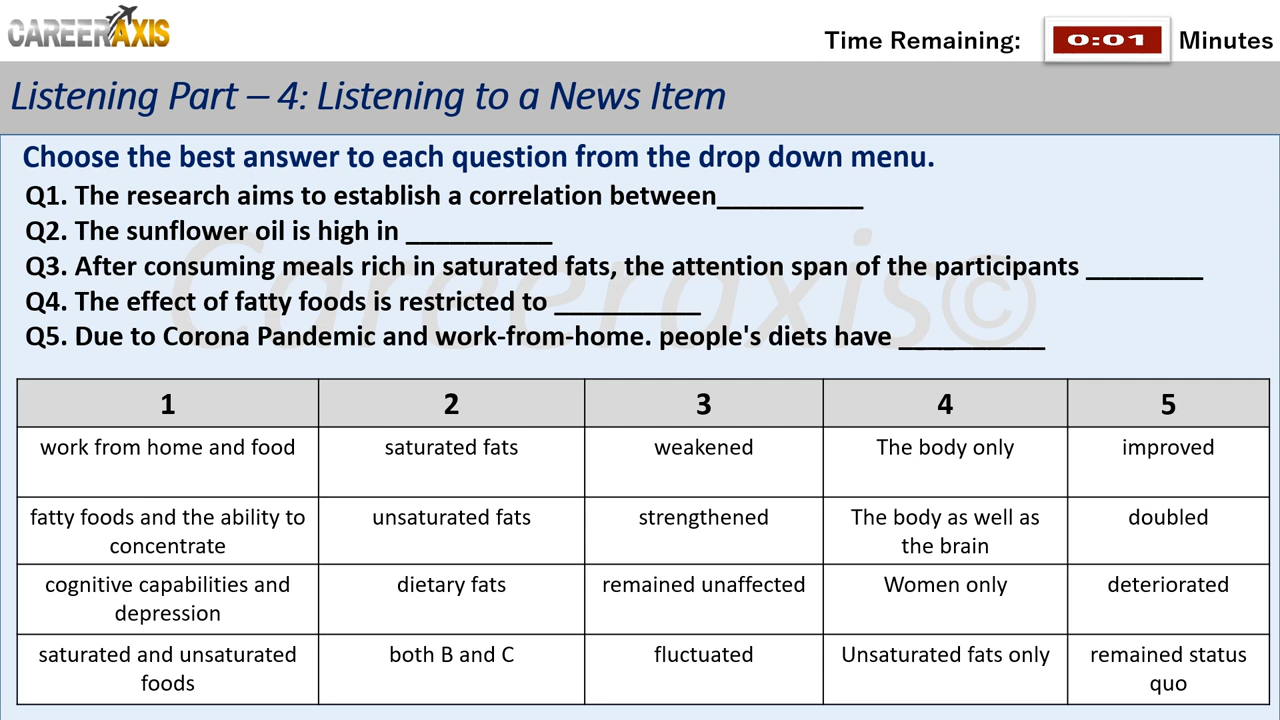 CAREERAXIS
Time Remaining: 0:01 Minutes
Listening Part – 4: Listening to a News Item
Choose the best answer to each question from the drop down menu.
Q1. The research aims to establish a correlation between__________
Q2. The sunflower oil is high in __________
Q3. After consuming meals rich in saturated fats, the attention span of the participants ________
Q4. The effect of fatty foods is restricted to __________
Q5. Due to Corona Pandemic and work-from-home. people's diets have __________
Careeraxis©
1 2 3 4 5
work from home and food saturated fats weakened The body only improved
fatty foods and the ability to unsaturated fats strengthened The body as well as doubled
concentrate the brain
cognitive capabilities and dietary fats remained unaffected Women only deteriorated
depression
saturated and unsaturated both B and C fluctuated Unsaturated fats only remained status
foods quo